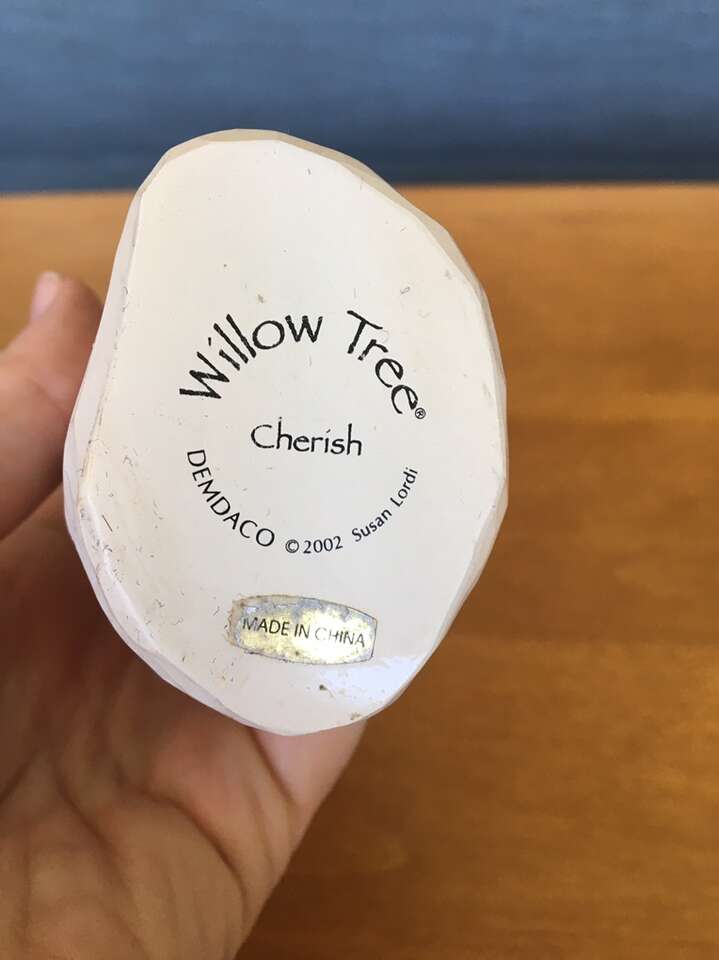 Willow Tree®
Cherish
DEMDACO © 2002 Susan Lordi
MADE IN CHINA